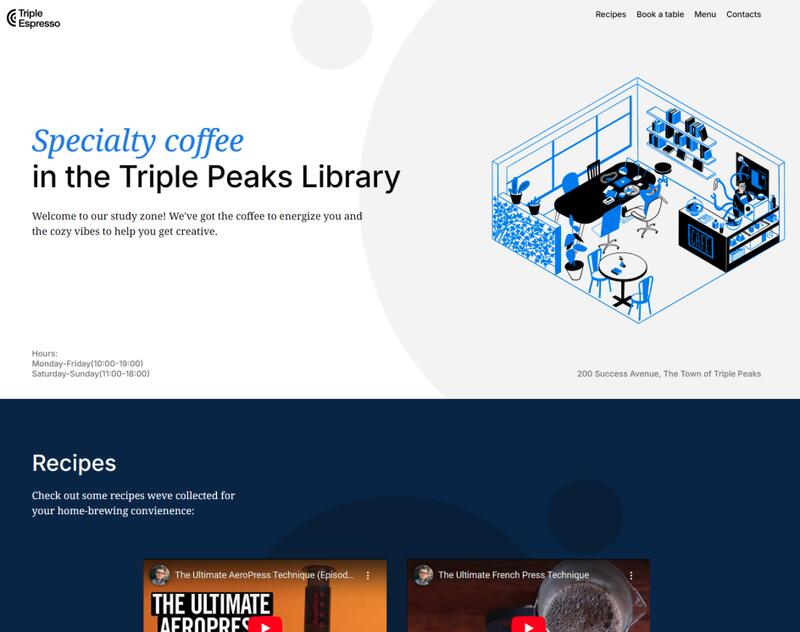 Triple
Espresso
Recipes Book a table Menu Contacts
Specialty coffee
in the Triple Peaks Library
Welcome to our study zone! We've got the coffee to energize you and
the cozy vibes to help you get creative.
CAFE
Hours:
Monday-Friday(10:00-19:00)
Saturday-Sunday(11:00-18:00)
200 Success Avenue, The Town of Triple Peaks
Recipes
Check out some recipes weve collected for
your home-brewing convienence:
The Ultimate AeroPress Technique (Episod...
The Ultimate French Press Technique
THE ULTIMATE